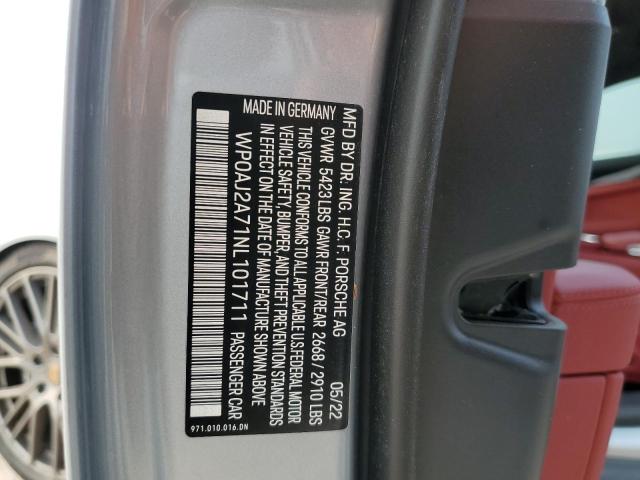 MADE IN GERMANY
MFD. BY DR. ING. H.C. F. PORSCHE AG 05/22
GVWR 5423LBS GAWR FRONT/REAR 2668 / 2910 LBS
THIS VEHICLE CONFORMS TO ALL APPLICABLE U.S.FEDERAL MOTOR
VEHICLE SAFETY, BUMPER, AND THEFT PREVENTION STANDARDS
IN EFFECT ON THE DATE OF MANUFACTURE SHOWN ABOVE
WP0AJ2A71NL101711 PASSENGER CAR
971.010.016.DN